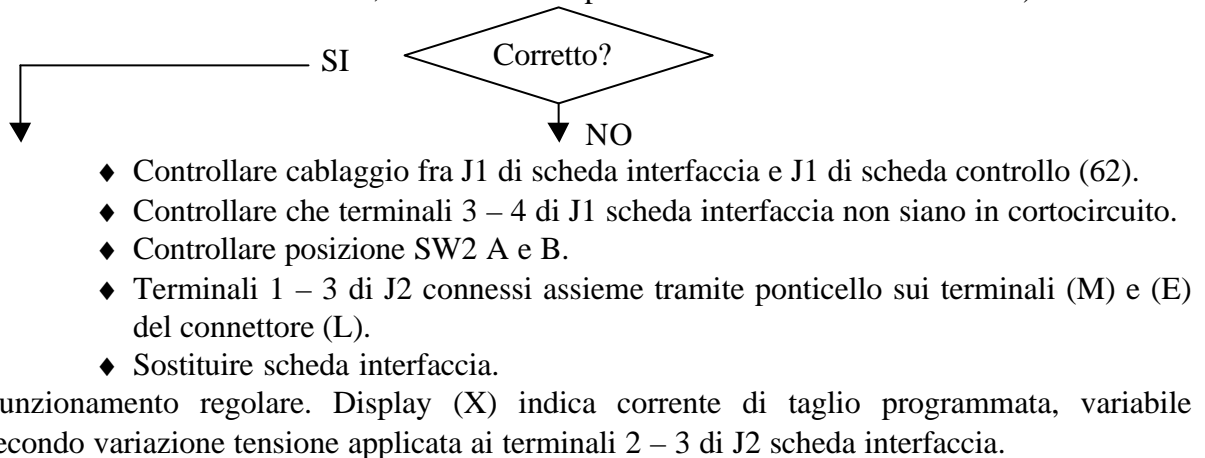 SI
Corretto?
NO
♦ Controllare cablaggio fra J1 di scheda interfaccia e J1 di scheda controllo (62).
♦ Controllare che terminali 3 – 4 di J1 scheda interfaccia non siano in cortocircuito.
♦ Controllare posizione SW2 A e B.
♦ Terminali 1 – 3 di J2 connessi assieme tramite ponticello sui terminali (M) e (E)
del connettore (L).
♦ Sostituire scheda interfaccia.
unzionamento regolare. Display (X) indica corrente di taglio programmata, variabile
econdo variazione tensione applicata ai terminali 2 – 3 di J2 scheda interfaccia.